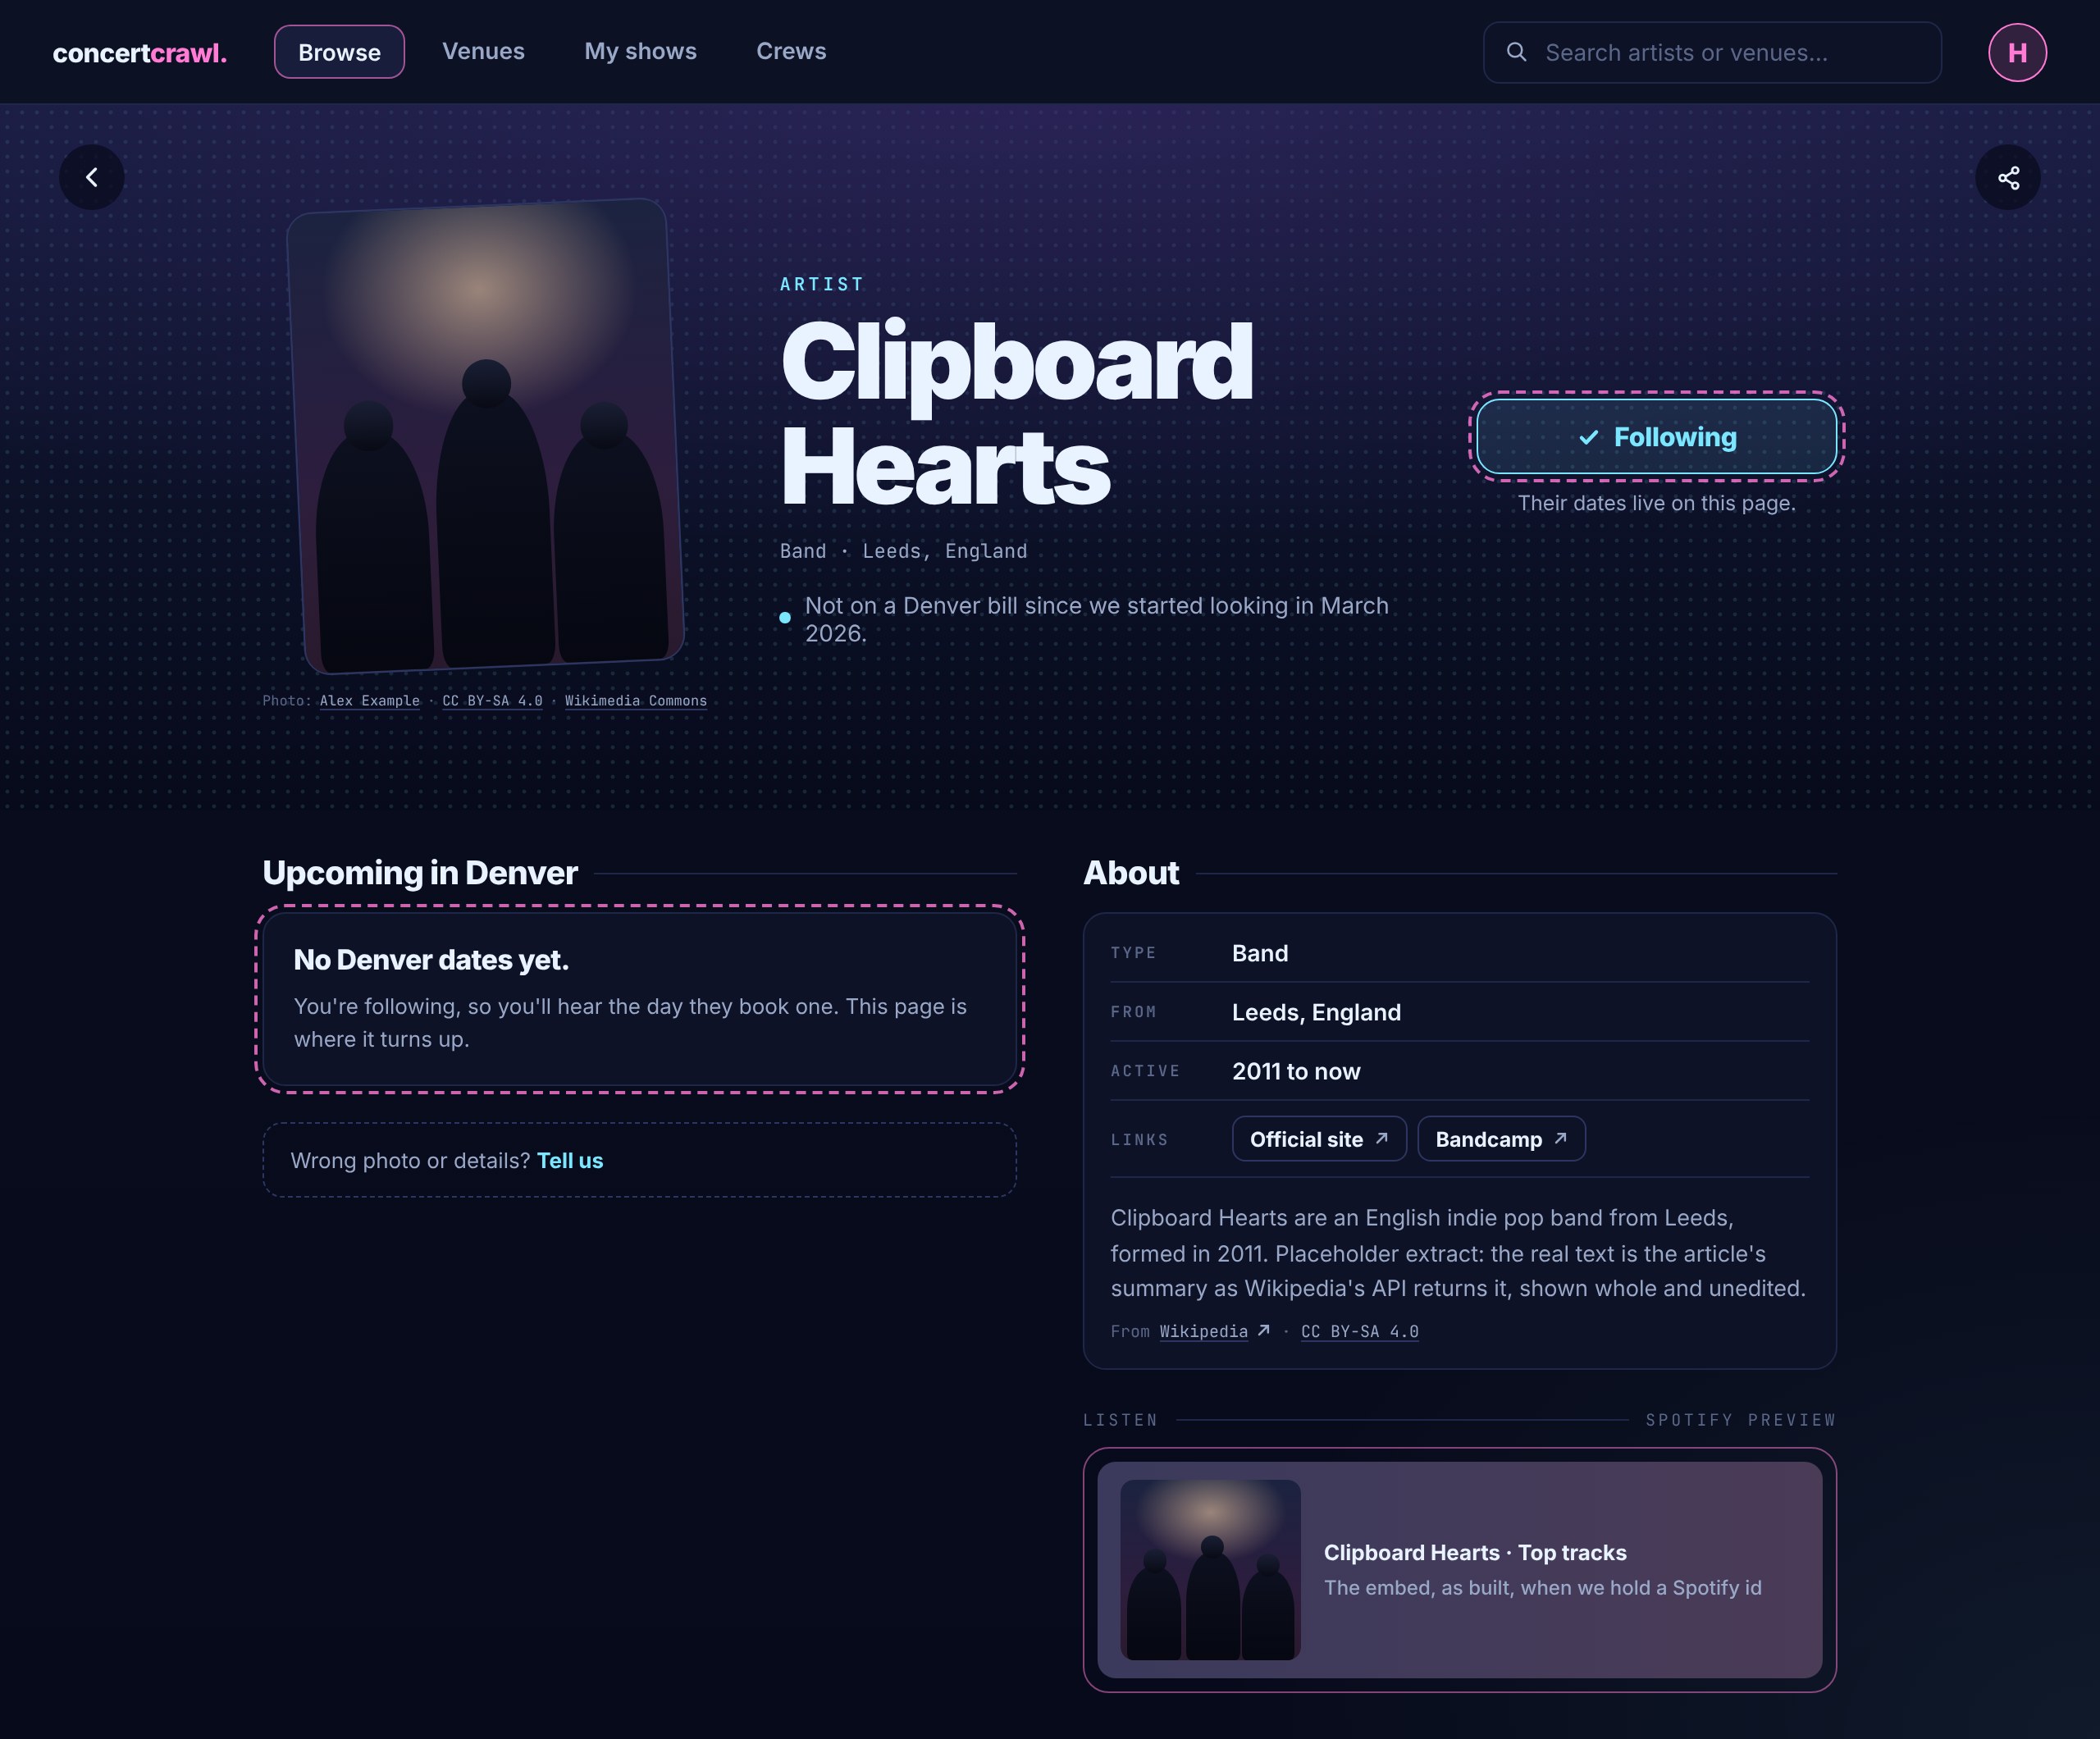 concertcrawl.
Browse
Venues
My shows
Crews
Search artists or venues...
H
ARTIST
Clipboard
Hearts
Band · Leeds, England
Not on a Denver bill since we started looking in March
2026.
Following
Their dates live on this page.
Photo: Alex Example · CC BY-SA 4.0 · Wikimedia Commons
Upcoming in Denver
No Denver dates yet.
You're following, so you'll hear the day they book one. This page is
where it turns up.
Wrong photo or details? Tell us
About
TYPE Band
FROM Leeds, England
ACTIVE 2011 to now
LINKS Official site ↗ Bandcamp ↗
Clipboard Hearts are an English indie pop band from Leeds,
formed in 2011. Placeholder extract: the real text is the article's
summary as Wikipedia's API returns it, shown whole and unedited.
From Wikipedia ↗ · CC BY-SA 4.0
LISTEN SPOTIFY PREVIEW
Clipboard Hearts · Top tracks
The embed, as built, when we hold a Spotify id